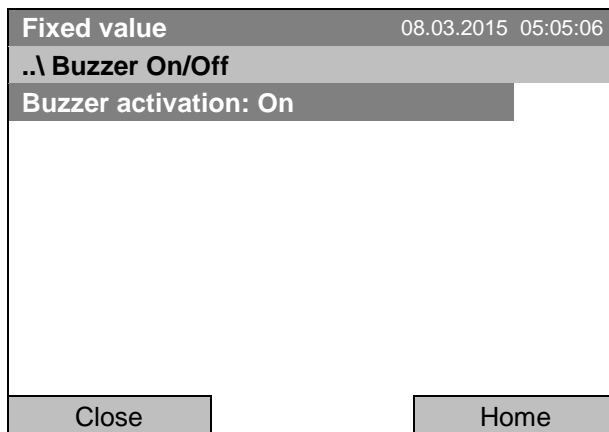 Fixed value 08.03.2015 05:05:06
..\ Buzzer On/Off
Buzzer activation: On
Close Home